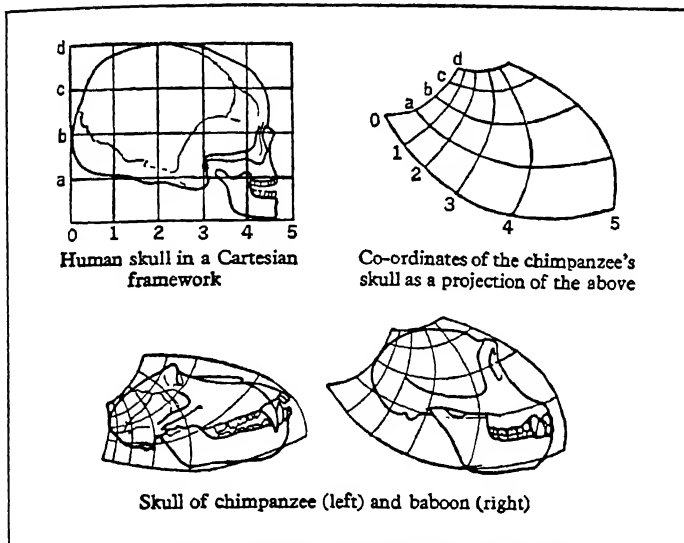 d
c
b
a
0 1 2 3 4 5
Human skull in a Cartesian
framework
d
c
b
a
0
1
2
3
4
5
Co-ordinates of the chimpanzee's
skull as a projection of the above
Skull of chimpanzee (left) and baboon (right)